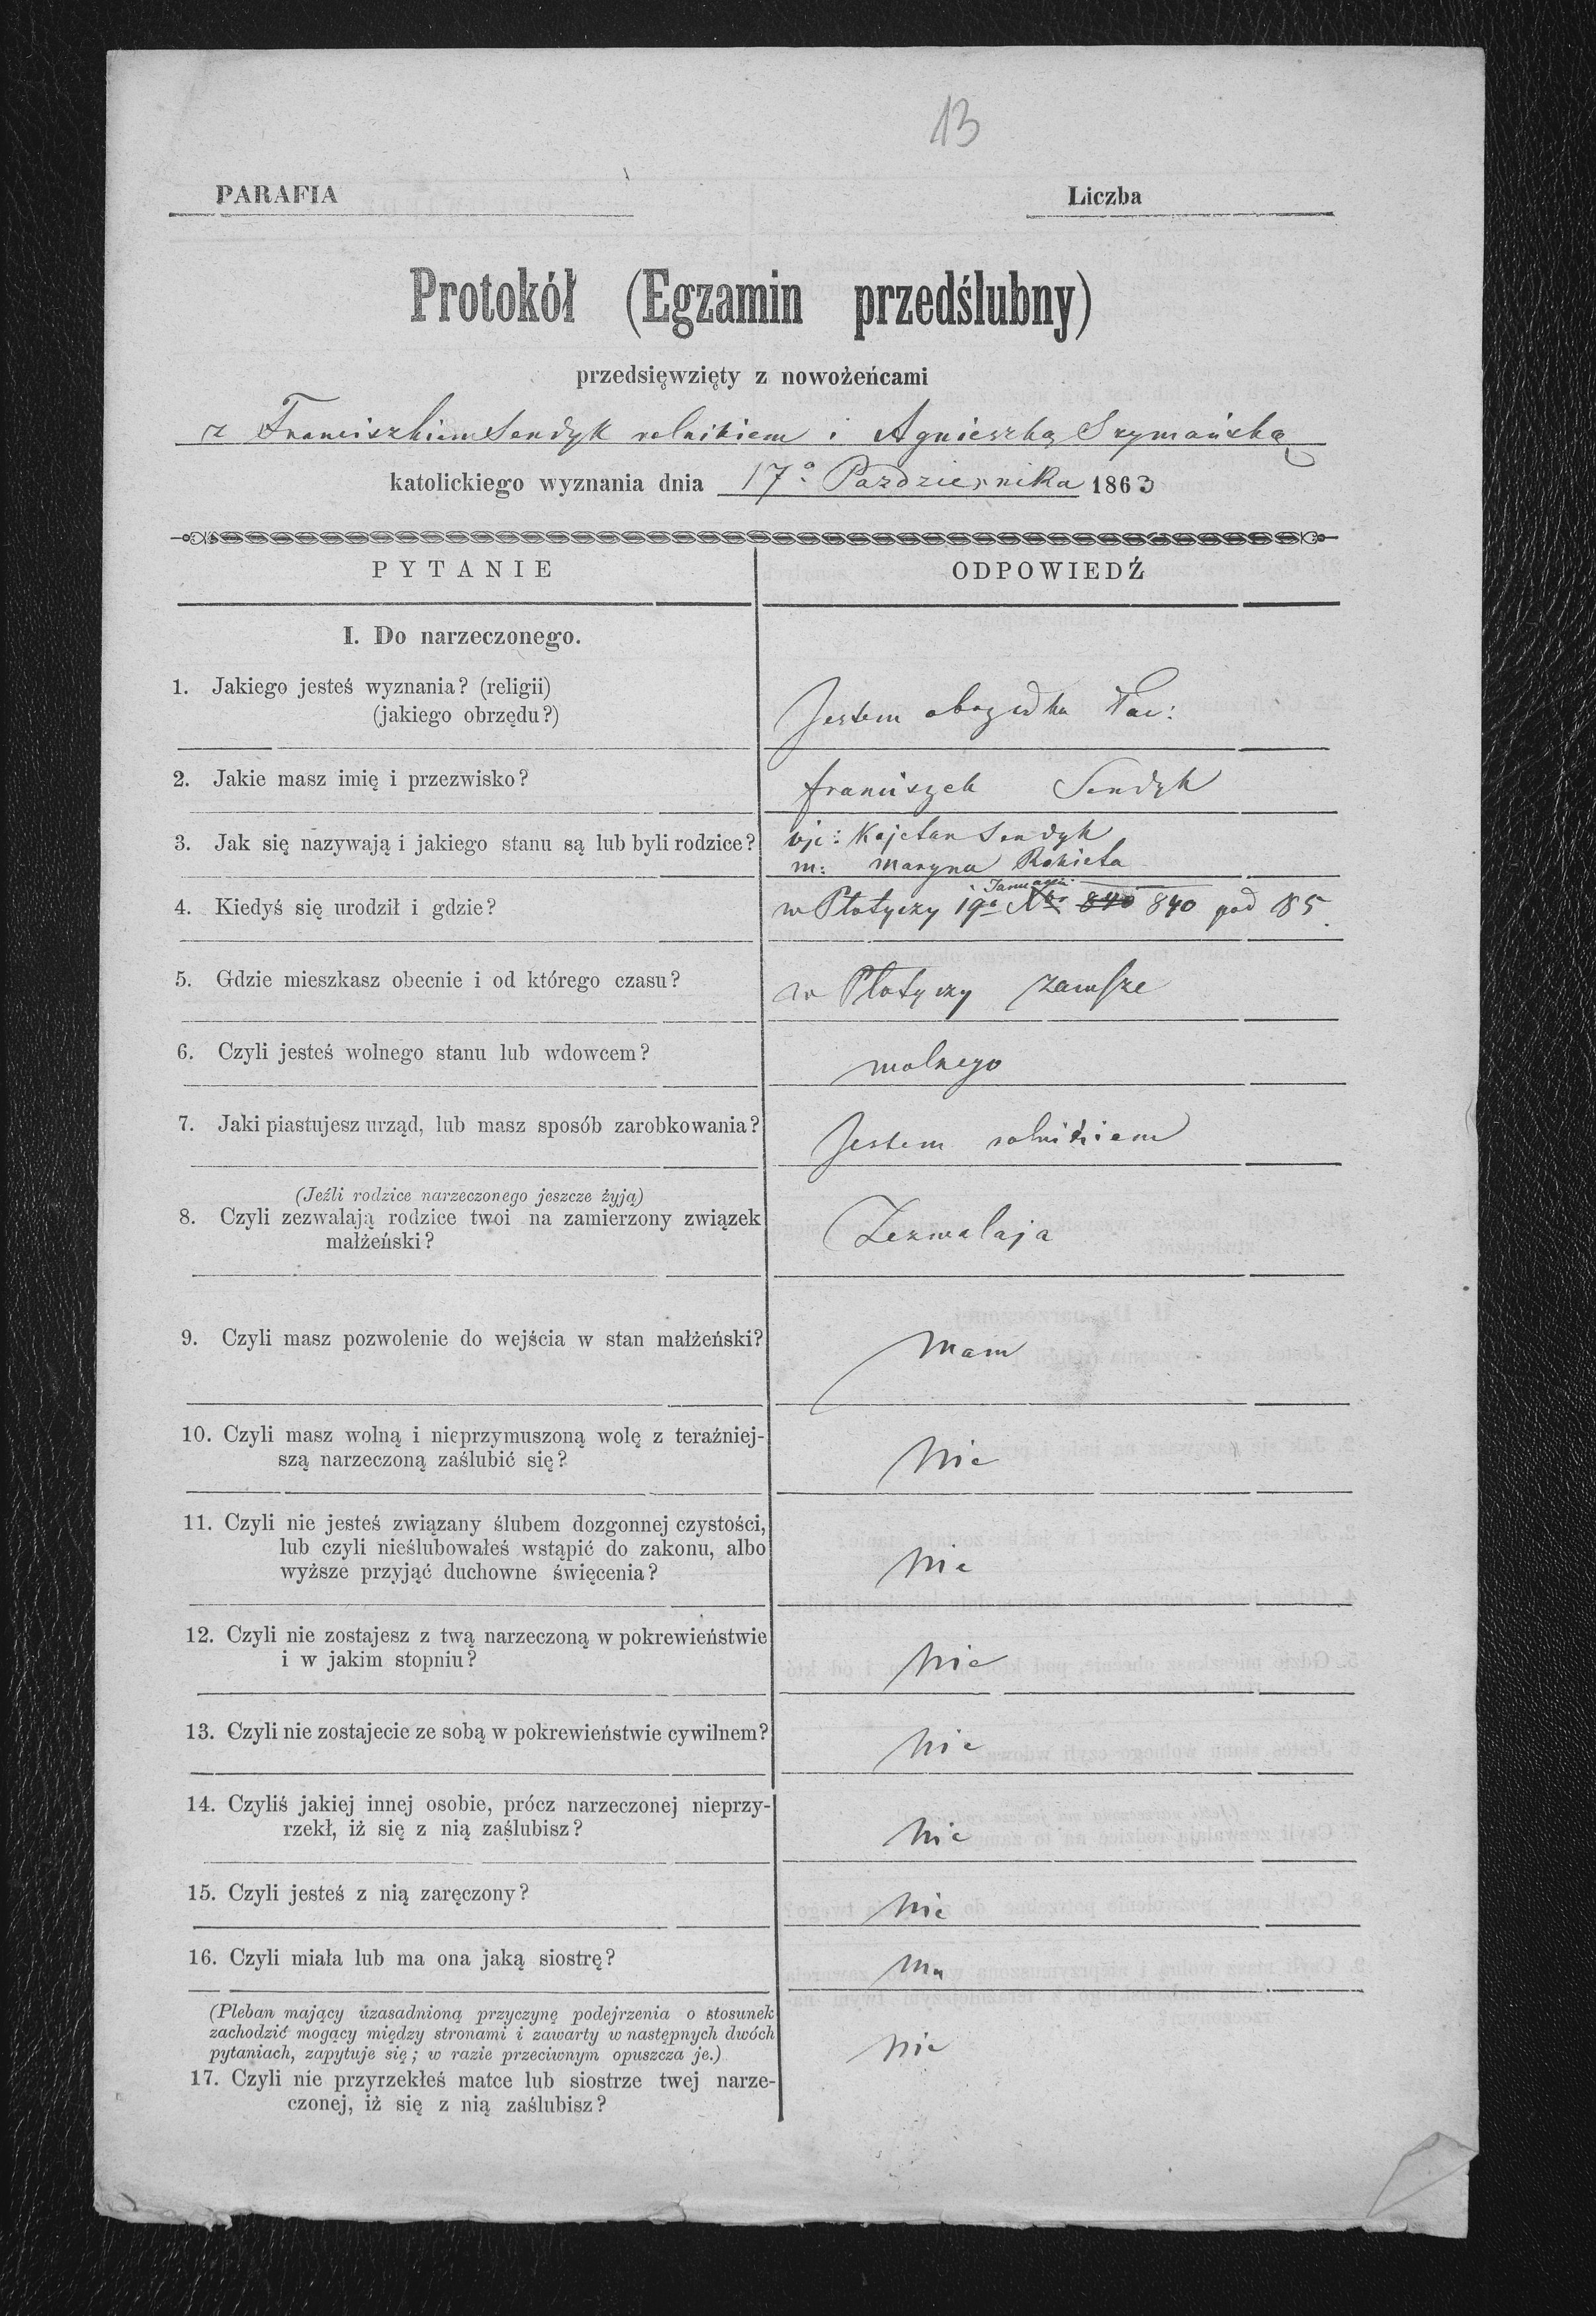 13
PARAFIA
Liczba
Protokół (Egzamin przedślubny)
przedsięwzięty z nowożeńcami
z Franciszkiem Sendyk rolnikiem i Agnieszką Szymańską
katolickiego wyznania dnia 17º Pazdziernika 1863
PYTANIE
ODPOWIEDŹ
I. Do narzeczonego.
1. Jakiego jesteś wyznania? (religii)
(jakiego obrzędu?)
Jestem obrządku łac:
2. Jakie masz imię i przezwisko?
franciszek Sendyk
3. Jak się nazywają i jakiego stanu są lub byli rodzice?
ojc: Kajetan Sendyk
m: Maryna Rokieta
4. Kiedyś się urodził i gdzie?
w Płotyczy 19º Januarii 840 840 pod 85
5. Gdzie mieszkasz obecnie i od którego czasu?
w Płotyczy zawsze
6. Czyli jesteś wolnego stanu lub wdowcem?
wolnego
7. Jaki piastujesz urząd, lub masz sposób zarobkowania?
Jestem rolnikiem
(Jeźli rodzice narzeczonego jeszcze żyją)
8. Czyli zezwalają rodzice twoi na zamierzony związek
małżeński?
Zezwalaja
9. Czyli masz pozwolenie do wejścia w stan małżeński?
Mam
10. Czyli masz wolną i nieprzymuszoną wolę z teraźniej-
szą narzeczoną zaślubić się?
Nie
11. Czyli nie jesteś związany ślubem dozgonnej czystości,
lub czyli nieślubowałeś wstąpić do zakonu, albo
wyższe przyjąć duchowne święcenia?
Nie
12. Czyli nie zostajesz z twą narzeczoną w pokrewieństwie
i w jakim stopniu?
Nie
13. Czyli nie zostajecie ze sobą w pokrewieństwie cywilnem?
Nie
14. Czyliś jakiej innej osobie, prócz narzeczonej nieprzy-
rzekł, iż się z nią zaślubisz?
Nie
15. Czyli jesteś z nią zaręczony?
Nie
16. Czyli miała lub ma ona jaką siostrę?
Ma
(Pleban mający uzasadnioną przyczynę podejrzenia o stosunek
zachodzić mogący między stronami i zawarty w następnych dwóch
pytaniach, zapytuje się; w razie przeciwnym opuszcza je.)
17. Czyli nie przyrzekłeś matce lub siostrze twej narze-
czonej, iż się z nią zaślubisz?
nie